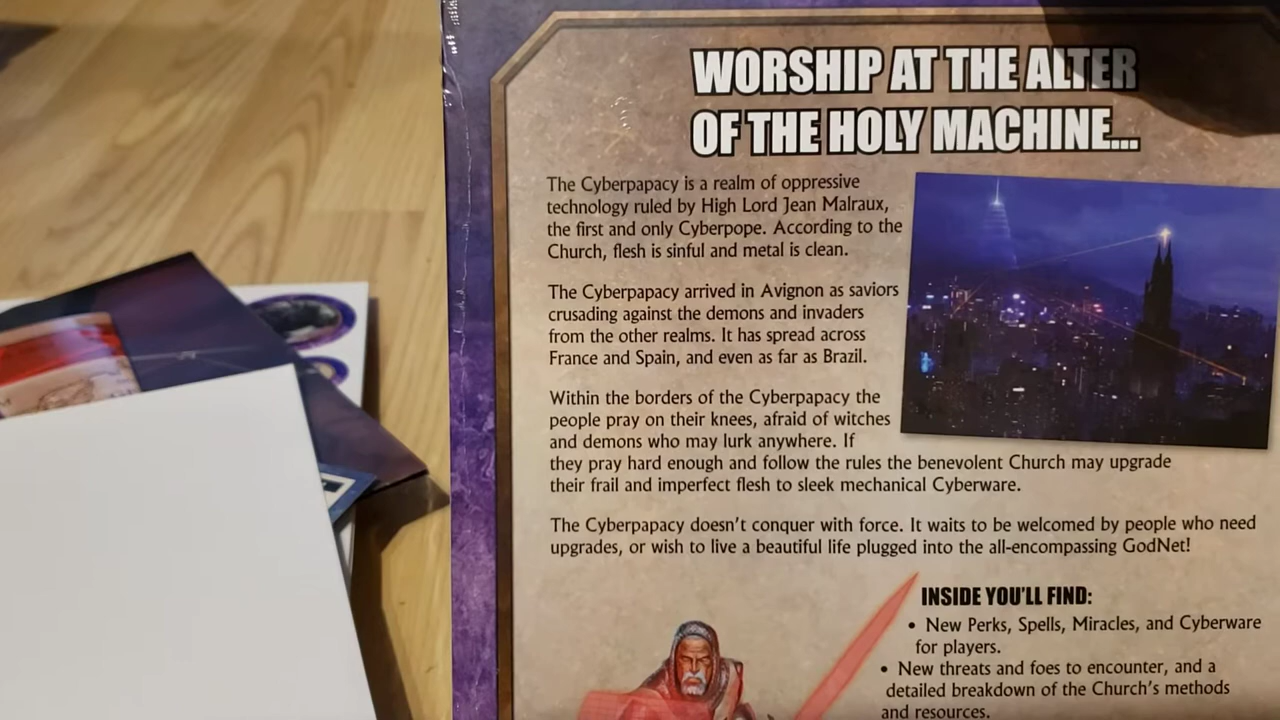 WORSHIP AT THE ALTER
OF THE HOLY MACHINE...
The Cyberpapacy is a realm of oppressive
technology ruled by High Lord Jean Malraux,
the first and only Cyberpope. According to the
Church, flesh is sinful and metal is clean.
The Cyberpapacy arrived in Avignon as saviors
crusading against the demons and invaders
from the other realms. It has spread across
France and Spain, and even as far as Brazil.
Within the borders of the Cyberpapacy the
people pray on their knees, afraid of witches
and demons who may lurk anywhere. If
they pray hard enough and follow the rules the benevolent Church may upgrade
their frail and imperfect flesh to sleek mechanical Cyberware.
The Cyberpapacy doesn't conquer with force. It waits to be welcomed by people who need
upgrades, or wish to live a beautiful life plugged into the all-encompassing GodNet!
INSIDE YOU'LL FIND:
• New Perks, Spells, Miracles, and Cyberware
for players.
• New threats and foes to encounter, and a
detailed breakdown of the Church's methods
and resources.